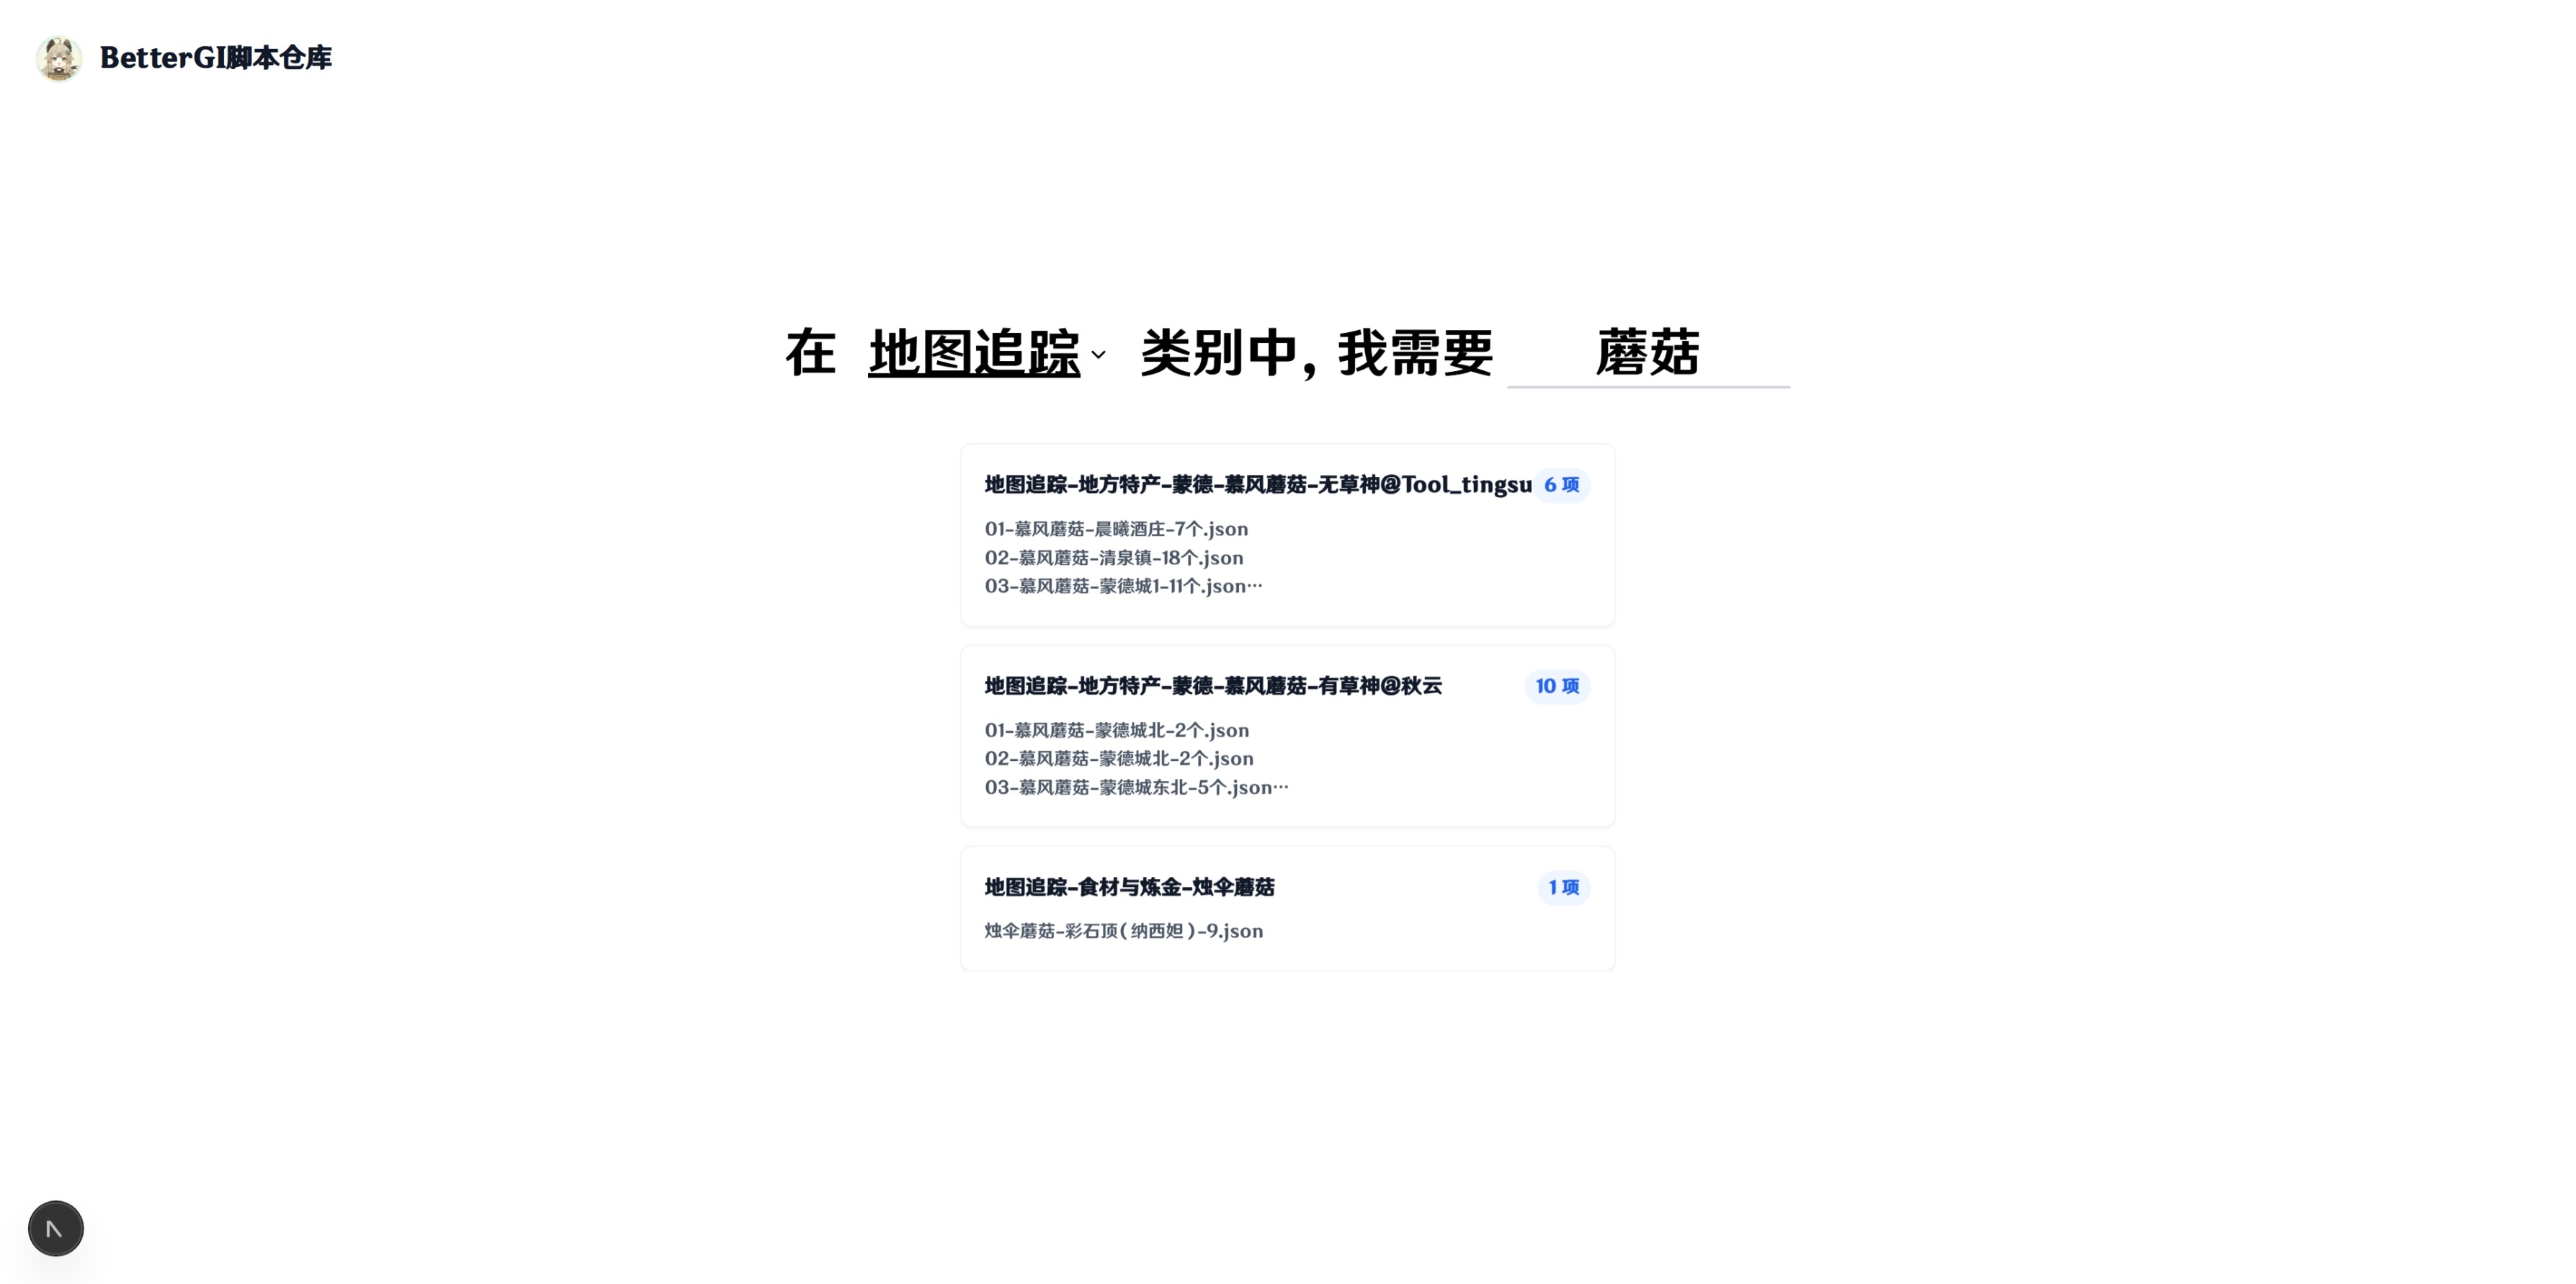 BetterGI脚本仓库
在 地图追踪 类别中, 我需要 蘑菇
地图追踪-地方特产-蒙德-慕风蘑菇-无草神@Tool_tingsu 6 项
01-慕风蘑菇-晨曦酒庄-7个.json
02-慕风蘑菇-清泉镇-18个.json
03-慕风蘑菇-蒙德城1-11个.json…
地图追踪-地方特产-蒙德-慕风蘑菇-有草神@秋云 10 项
01-慕风蘑菇-蒙德城北-2个.json
02-慕风蘑菇-蒙德城北-2个.json
03-慕风蘑菇-蒙德城东北-5个.json…
地图追踪-食材与炼金-烛伞蘑菇 1 项
烛伞蘑菇-彩石顶(纳西妲)-9.json